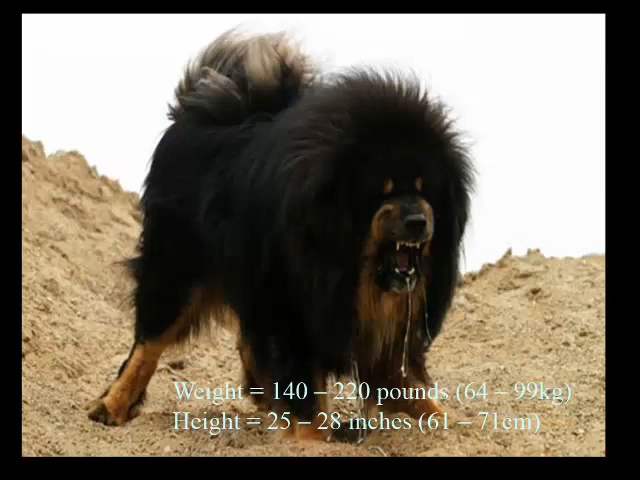 Weight = 140 – 220 pounds (64 – 99kg)
Height = 25 – 28 inches (61 – 71cm)